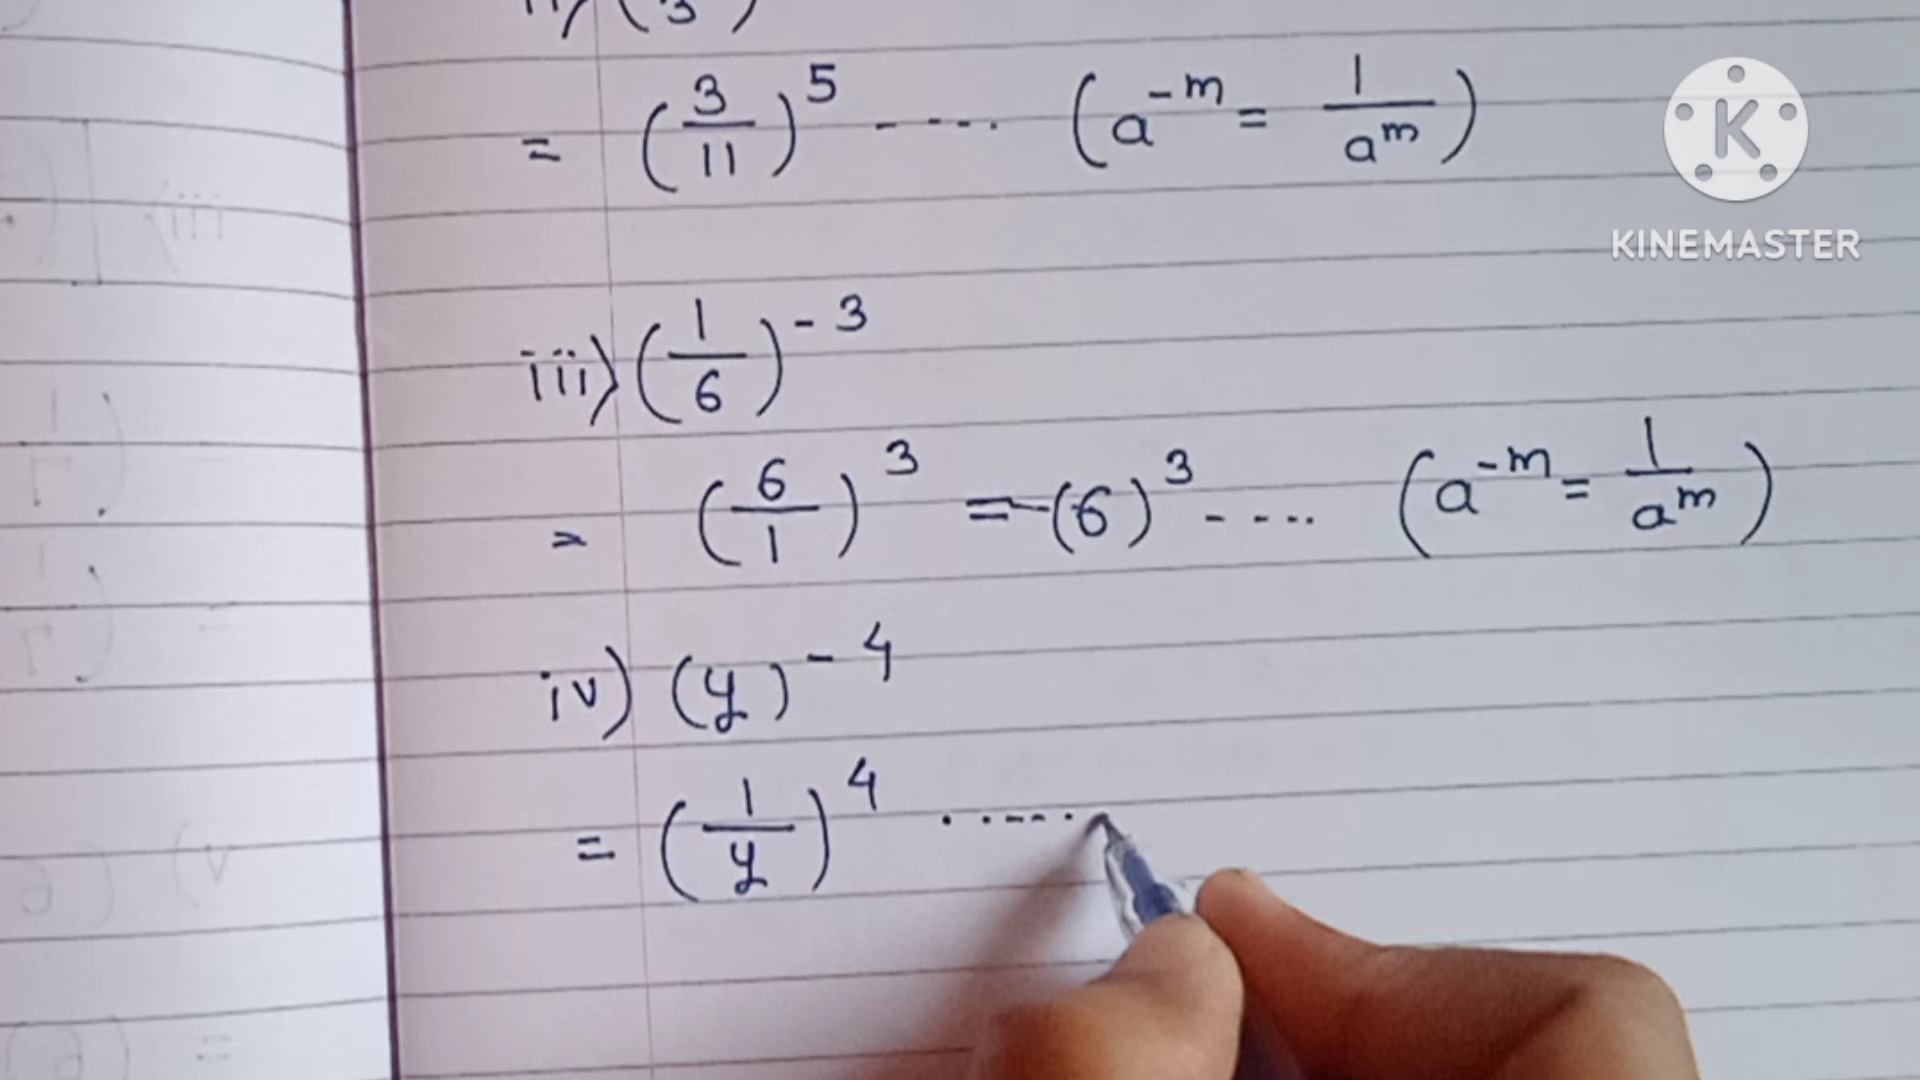 = (3/11)^5 ---- (a^-m = 1/a^m)
K
KINEMASTER
iii) (1/6)^-3
= (6/1)^3 = (6)^3 ---- (a^-m = 1/a^m)
iv) (y)^-4
= (1/y)^4 ......